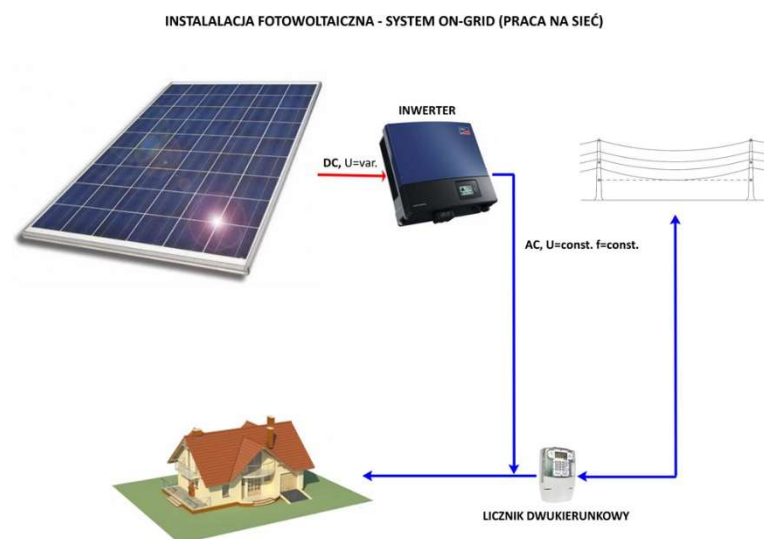 INSTALALACJA FOTOWOLTAICZNA - SYSTEM ON-GRID (PRACA NA SIEĆ)
INWERTER
DC, U=var.
AC, U=const. f=const.
LICZNIK DWUKIERUNKOWY